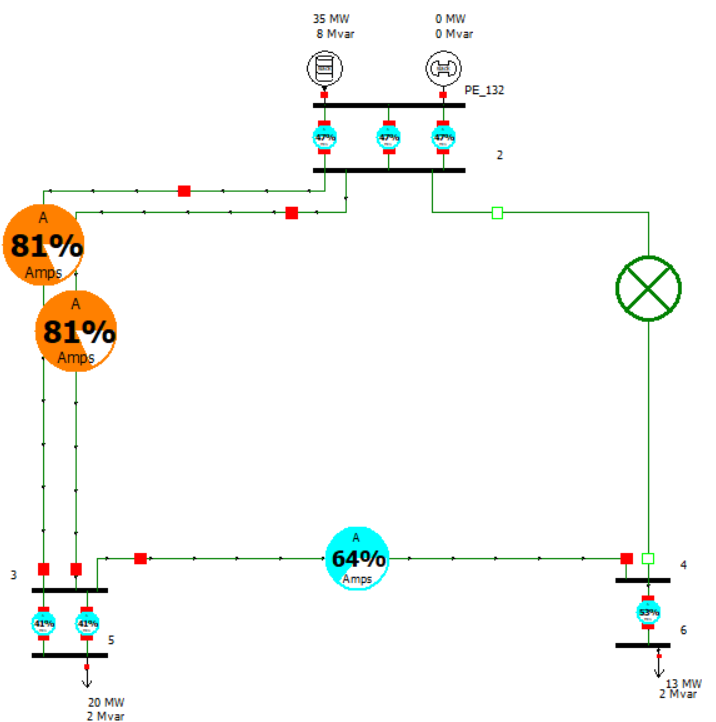 35 MW
8 Mvar
0 MW
0 Mvar
PE_132
47%
47%
47%
2
A
81%
Amps
A
81%
Amps
A
64%
Amps
3
4
41%
41%
53%
5
6
20 MW
2 Mvar
13 MW
2 Mvar